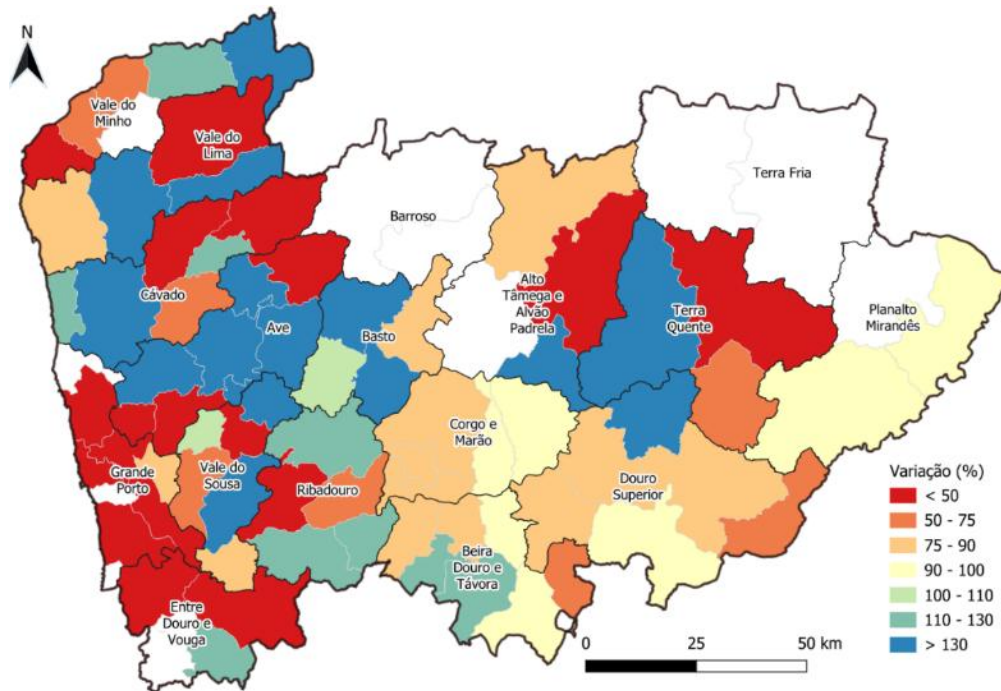 N
Vale do
Minho
Vale do
Lima
Terra Fria
Barroso
Alto
Tâmega e
Alvão
Padrela
Planalto
Mirandês
Cávado
Terra
Quente
Ave
Basto
Corgo e
Marão
Grande
Porto
Vale do
Sousa
Ribadouro
Douro
Superior
Beira
Douro e
Távora
Entre
Douro e
Vouga
Variação (%)
< 50
50 - 75
75 - 90
90 - 100
100 - 110
110 - 130
> 130
0 25 50 km